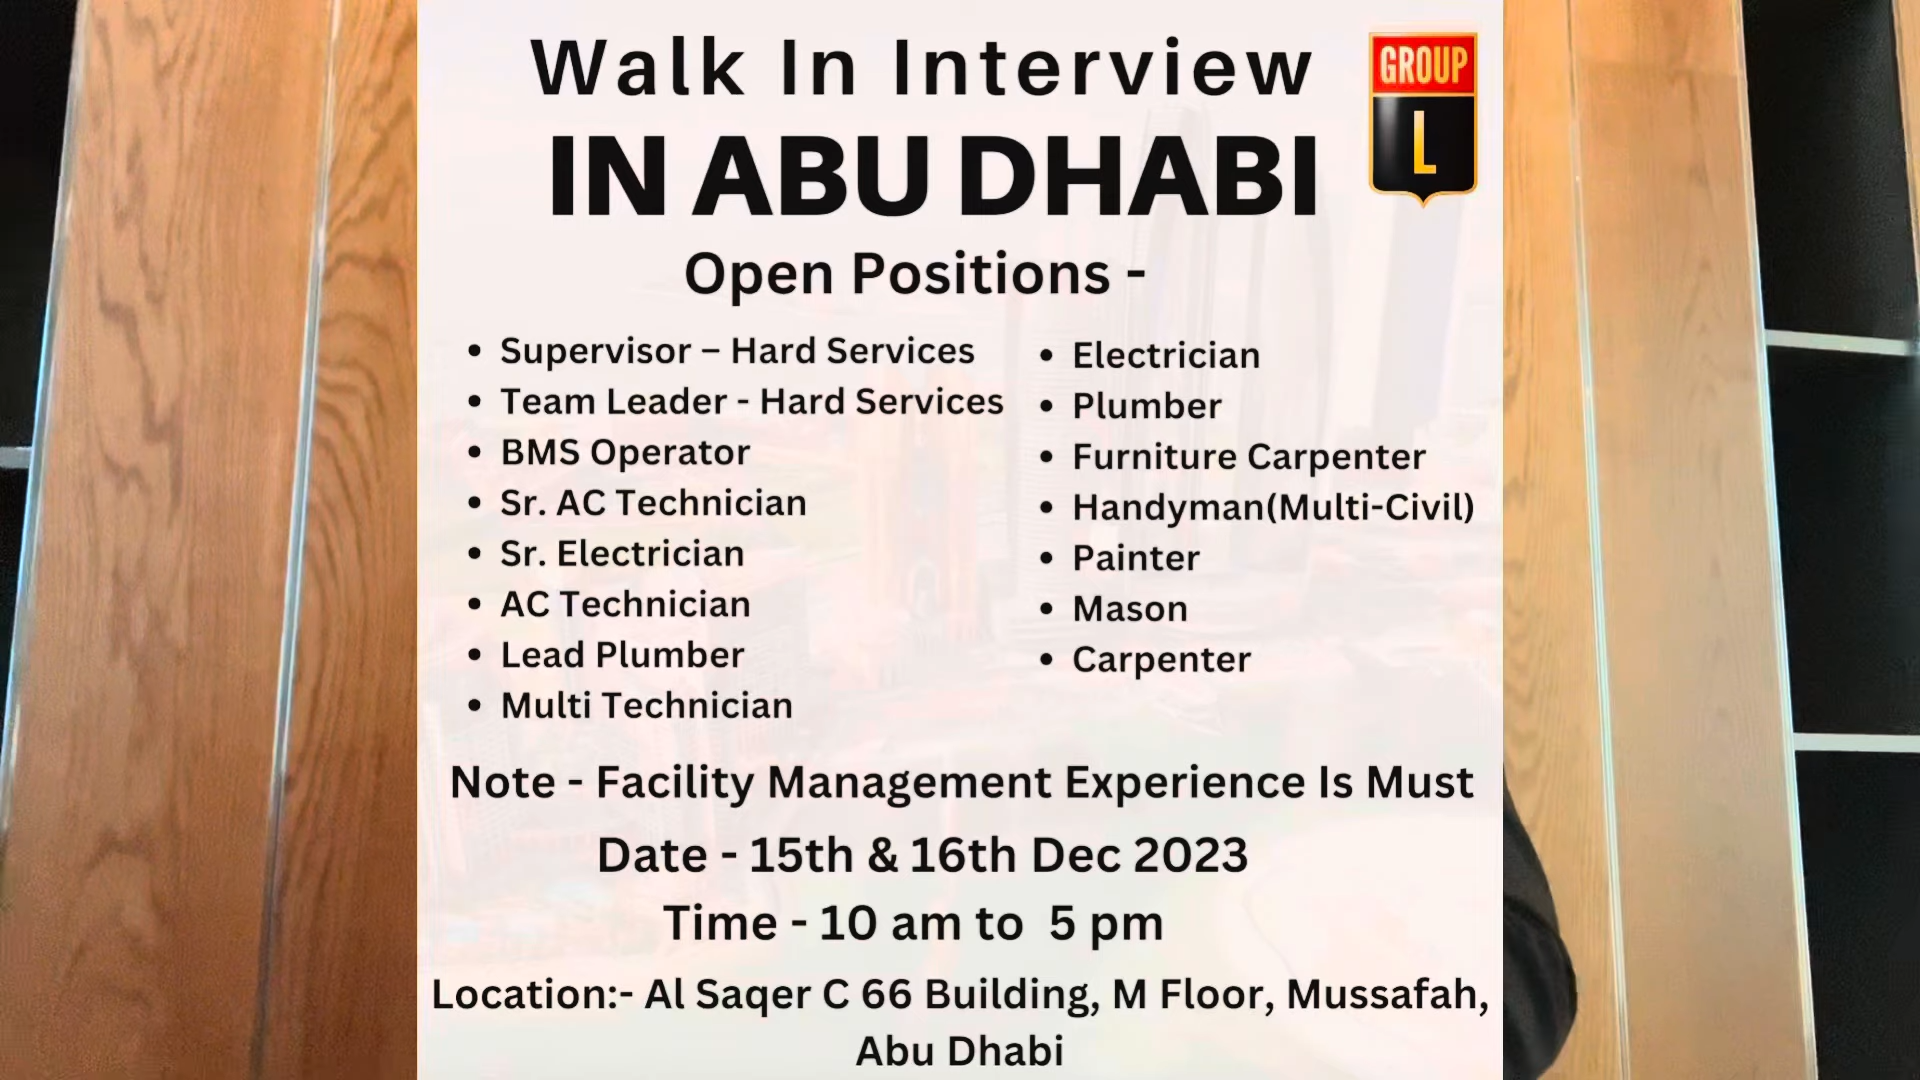 Walk In Interview
IN ABU DHABI
GROUP
L
Open Positions -
• Supervisor – Hard Services
• Team Leader - Hard Services
• BMS Operator
• Sr. AC Technician
• Sr. Electrician
• AC Technician
• Lead Plumber
• Multi Technician
• Electrician
• Plumber
• Furniture Carpenter
• Handyman(Multi-Civil)
• Painter
• Mason
• Carpenter
Note - Facility Management Experience Is Must
Date - 15th & 16th Dec 2023
Time - 10 am to 5 pm
Location:- Al Saqer C 66 Building, M Floor, Mussafah,
Abu Dhabi